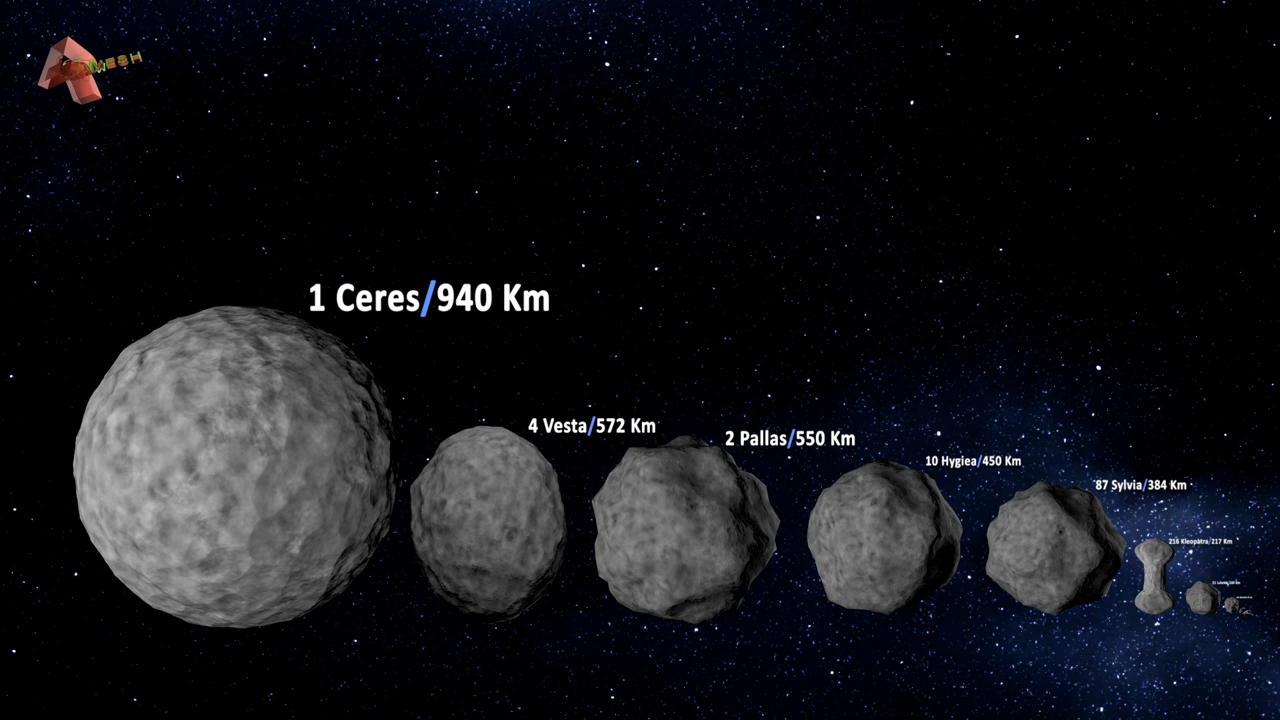 1 Ceres/940 Km
4 Vesta/572 Km
2 Pallas/550 Km
10 Hygiea/450 Km
87 Sylvia/384 Km
216 Kleopatra/217 Km